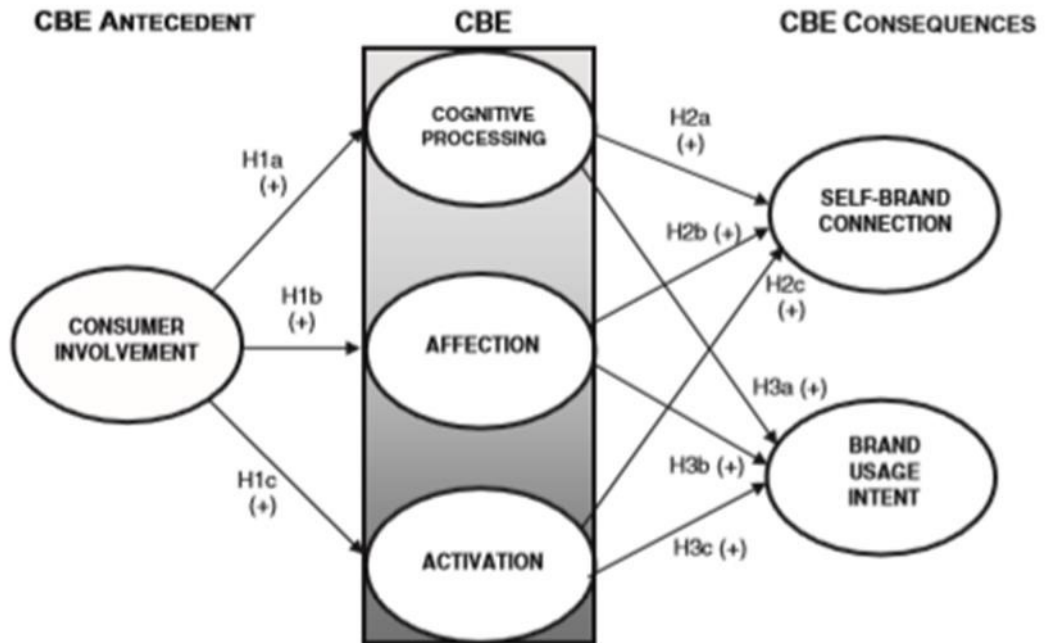 CBE ANTECEDENT
CBE
CBE CONSEQUENCES
COGNITIVE
PROCESSING
H2a
(+)
H1a
(+)
SELF-BRAND
CONNECTION
H2b (+)
H2c
(+)
H1b
(+)
CONSUMER
INVOLVEMENT
AFFECTION
H3a (+)
BRAND
USAGE
INTENT
H3b (+)
H1c
(+)
H3c (+)
ACTIVATION